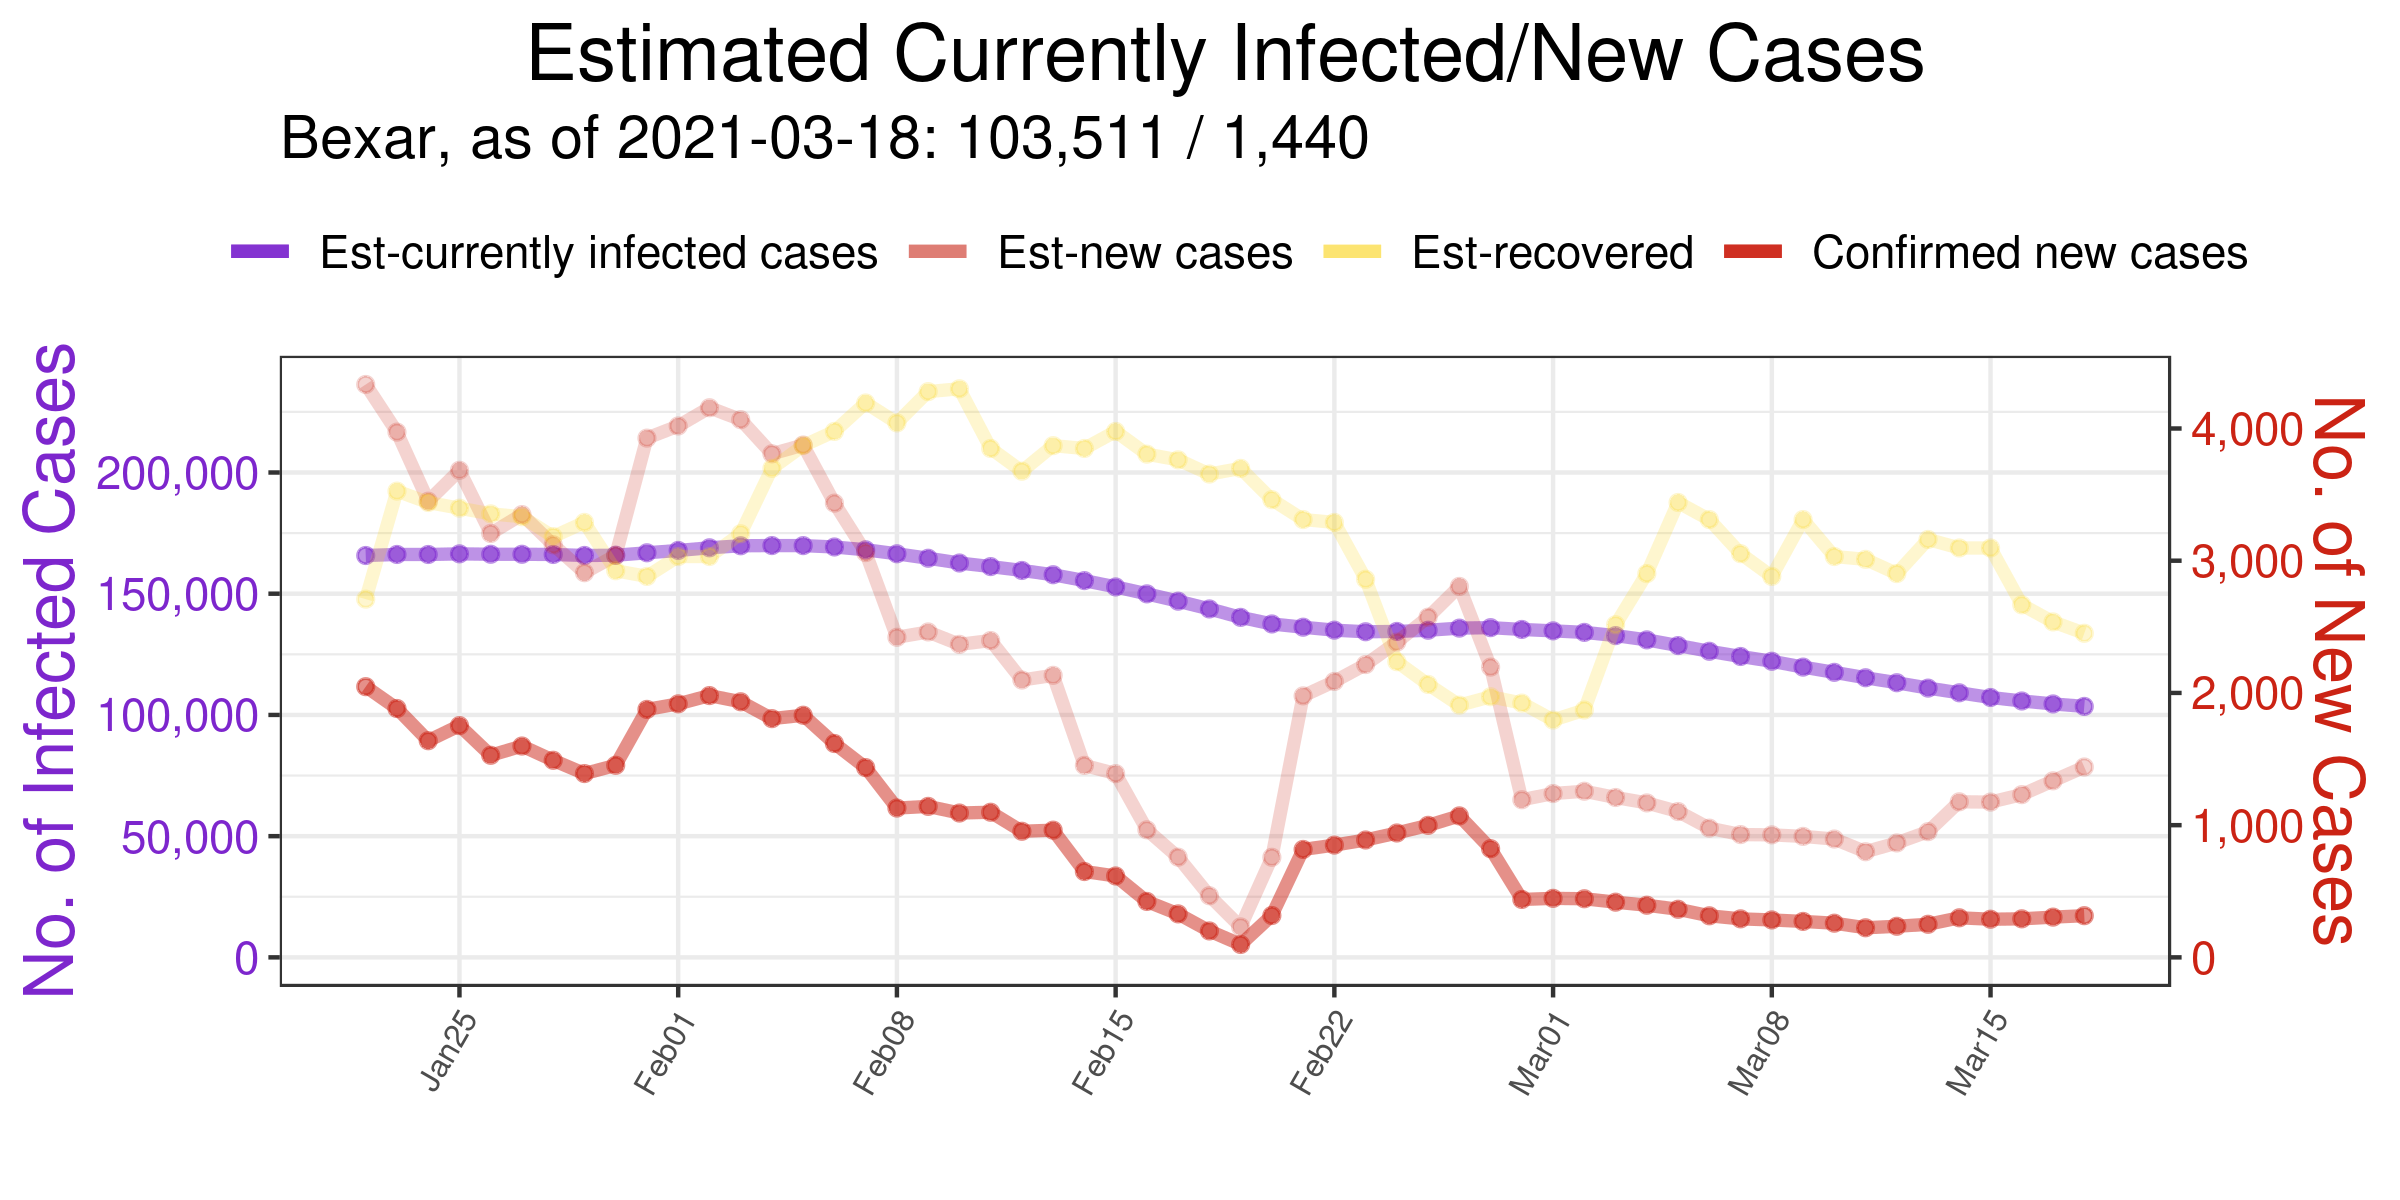 Estimated Currently Infected/New Cases
Bexar, as of 2021-03-18: 103,511 / 1,440
Est-currently infected cases Est-new cases Est-recovered Confirmed new cases
No. of Infected Cases
200,000
150,000
100,000
50,000
0
4,000
3,000
2,000
1,000
0
No. of New Cases
Jan25 Feb01 Feb08 Feb15 Feb22 Mar01 Mar08 Mar15